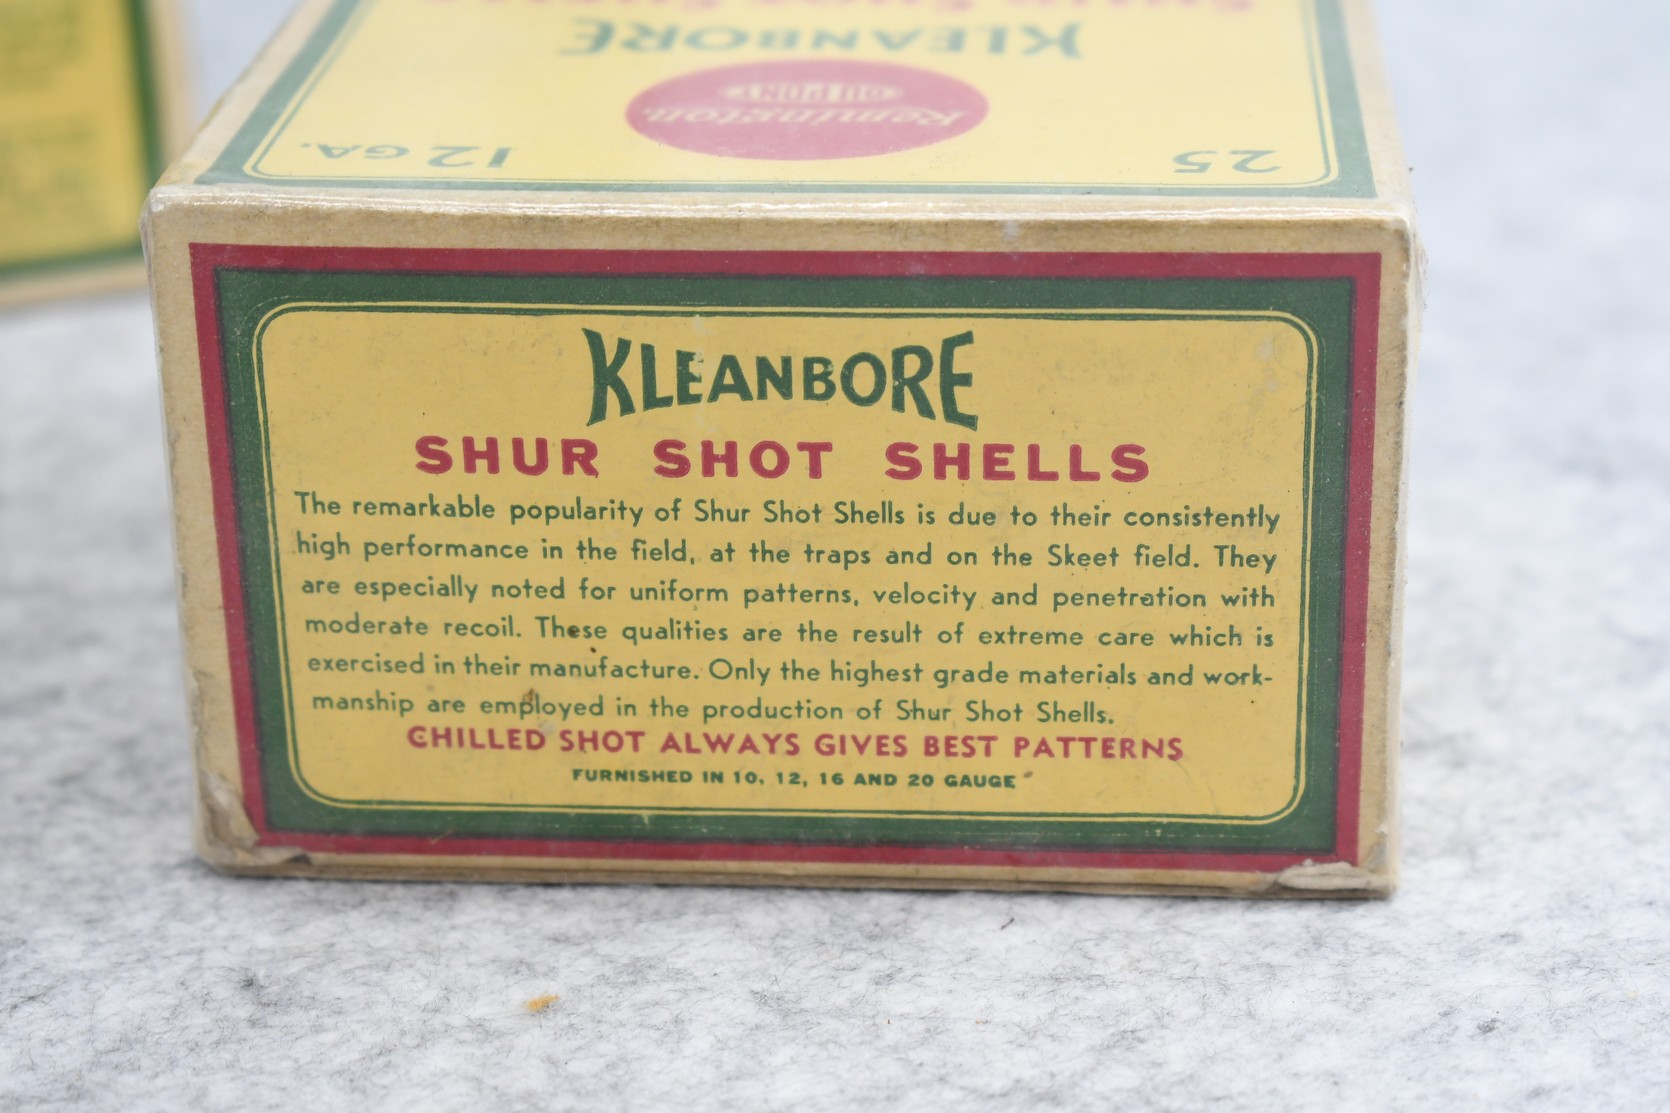 SHUR SHOT SHELLS
KLEANBORE
Remington.
DUPONT
12 GA.
25
KLEANBORE
SHUR SHOT SHELLS
The remarkable popularity of Shur Shot Shells is due to their consistently
high performance in the field, at the traps and on the Skeet field. They
are especially noted for uniform patterns, velocity and penetration with
moderate recoil. These qualities are the result of extreme care which is
exercised in their manufacture. Only the highest grade materials and work-
manship are employed in the production of Shur Shot Shells.
CHILLED SHOT ALWAYS GIVES BEST PATTERNS
FURNISHED IN 10, 12, 16 AND 20 GAUGE